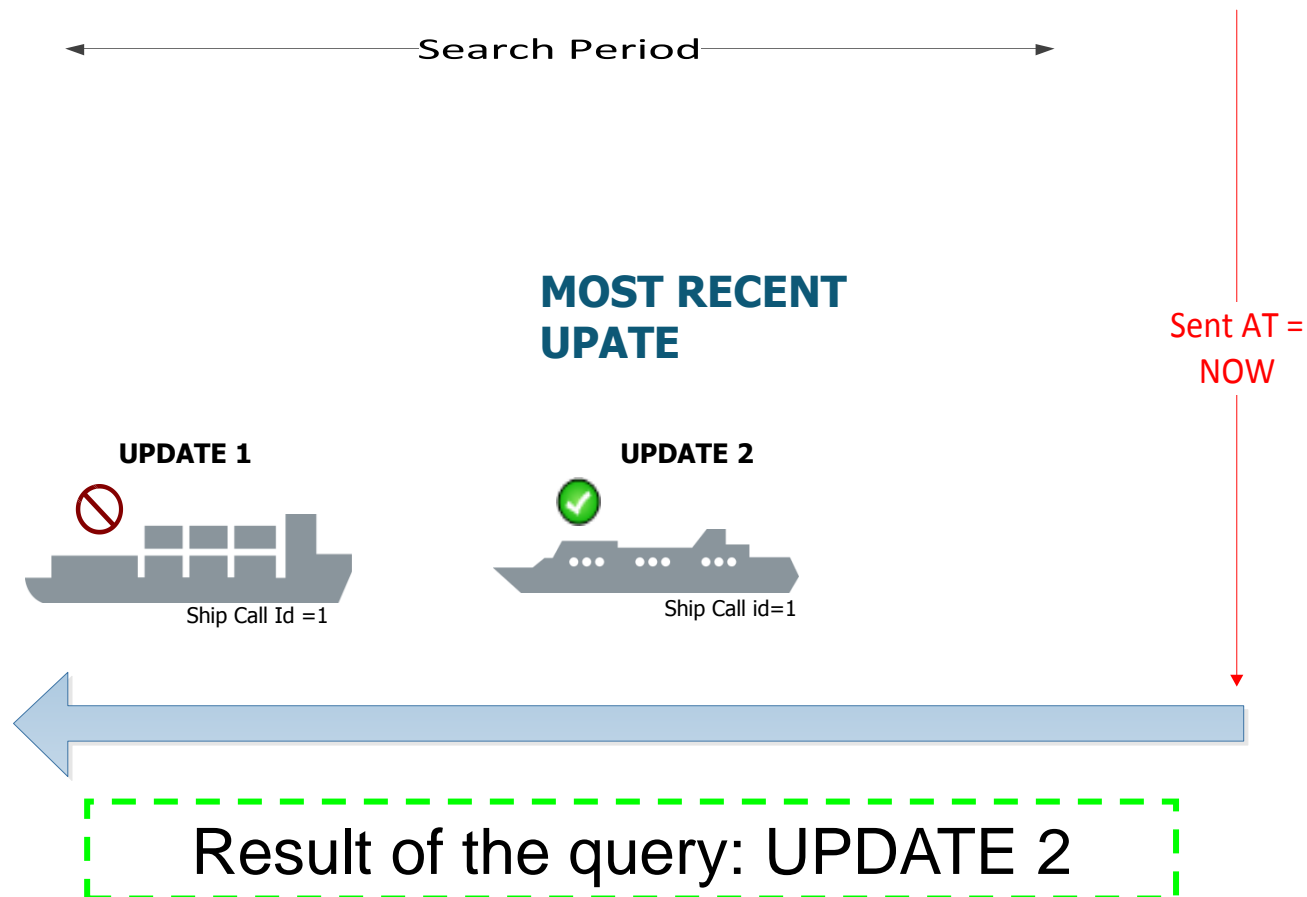 Search Period
MOST RECENT
UPATE
Sent AT =
NOW
UPDATE 1
UPDATE 2
Ship Call Id =1
Ship Call id=1
Result of the query: UPDATE 2